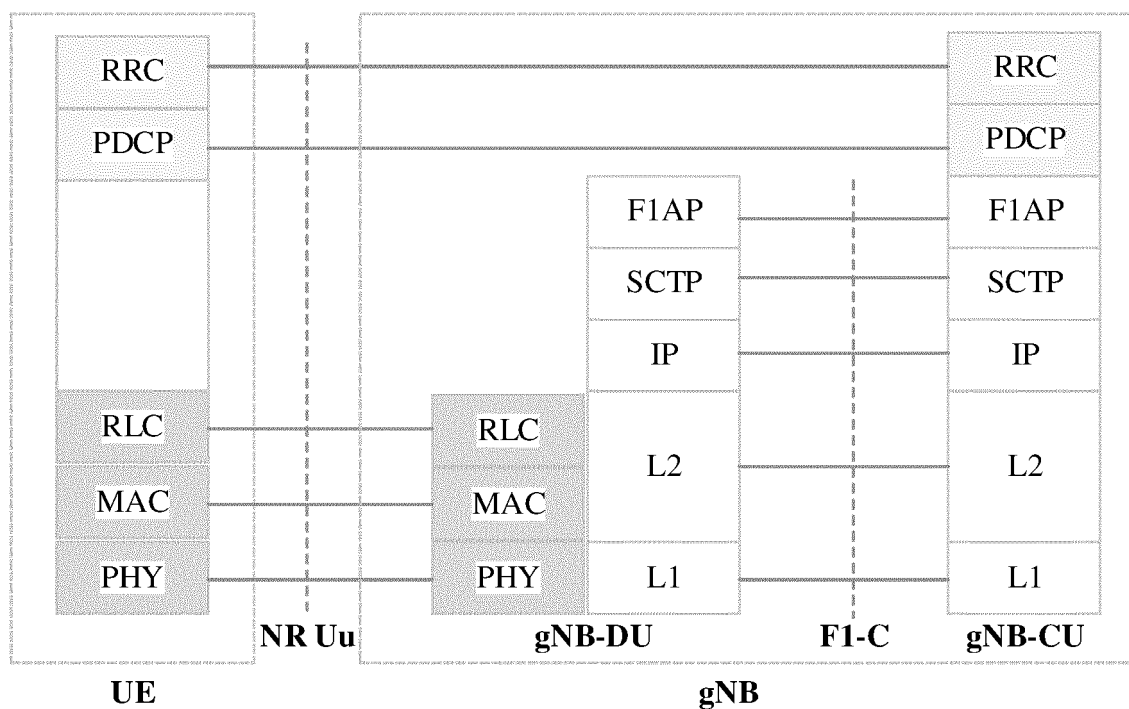 RRC RRC
PDCP PDCP
F1AP F1AP
SCTP SCTP
IP IP
RLC RLC
L2 L2
MAC MAC
PHY PHY L1 L1
NR Uu gNB-DU F1-C gNB-CU
UE gNB